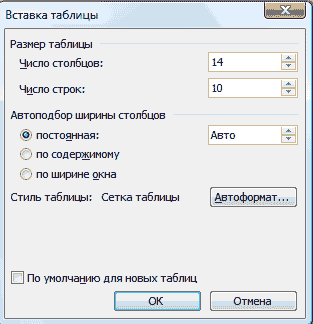 Вставка таблицы
Размер таблицы
Число столбцов: 14
Число строк: 10
Автоподбор ширины столбцов
постоянная: Авто
по содержимому
по ширине окна
Стиль таблицы: Сетка таблицы Автоформат...
По умолчанию для новых таблиц
ОК Отмена